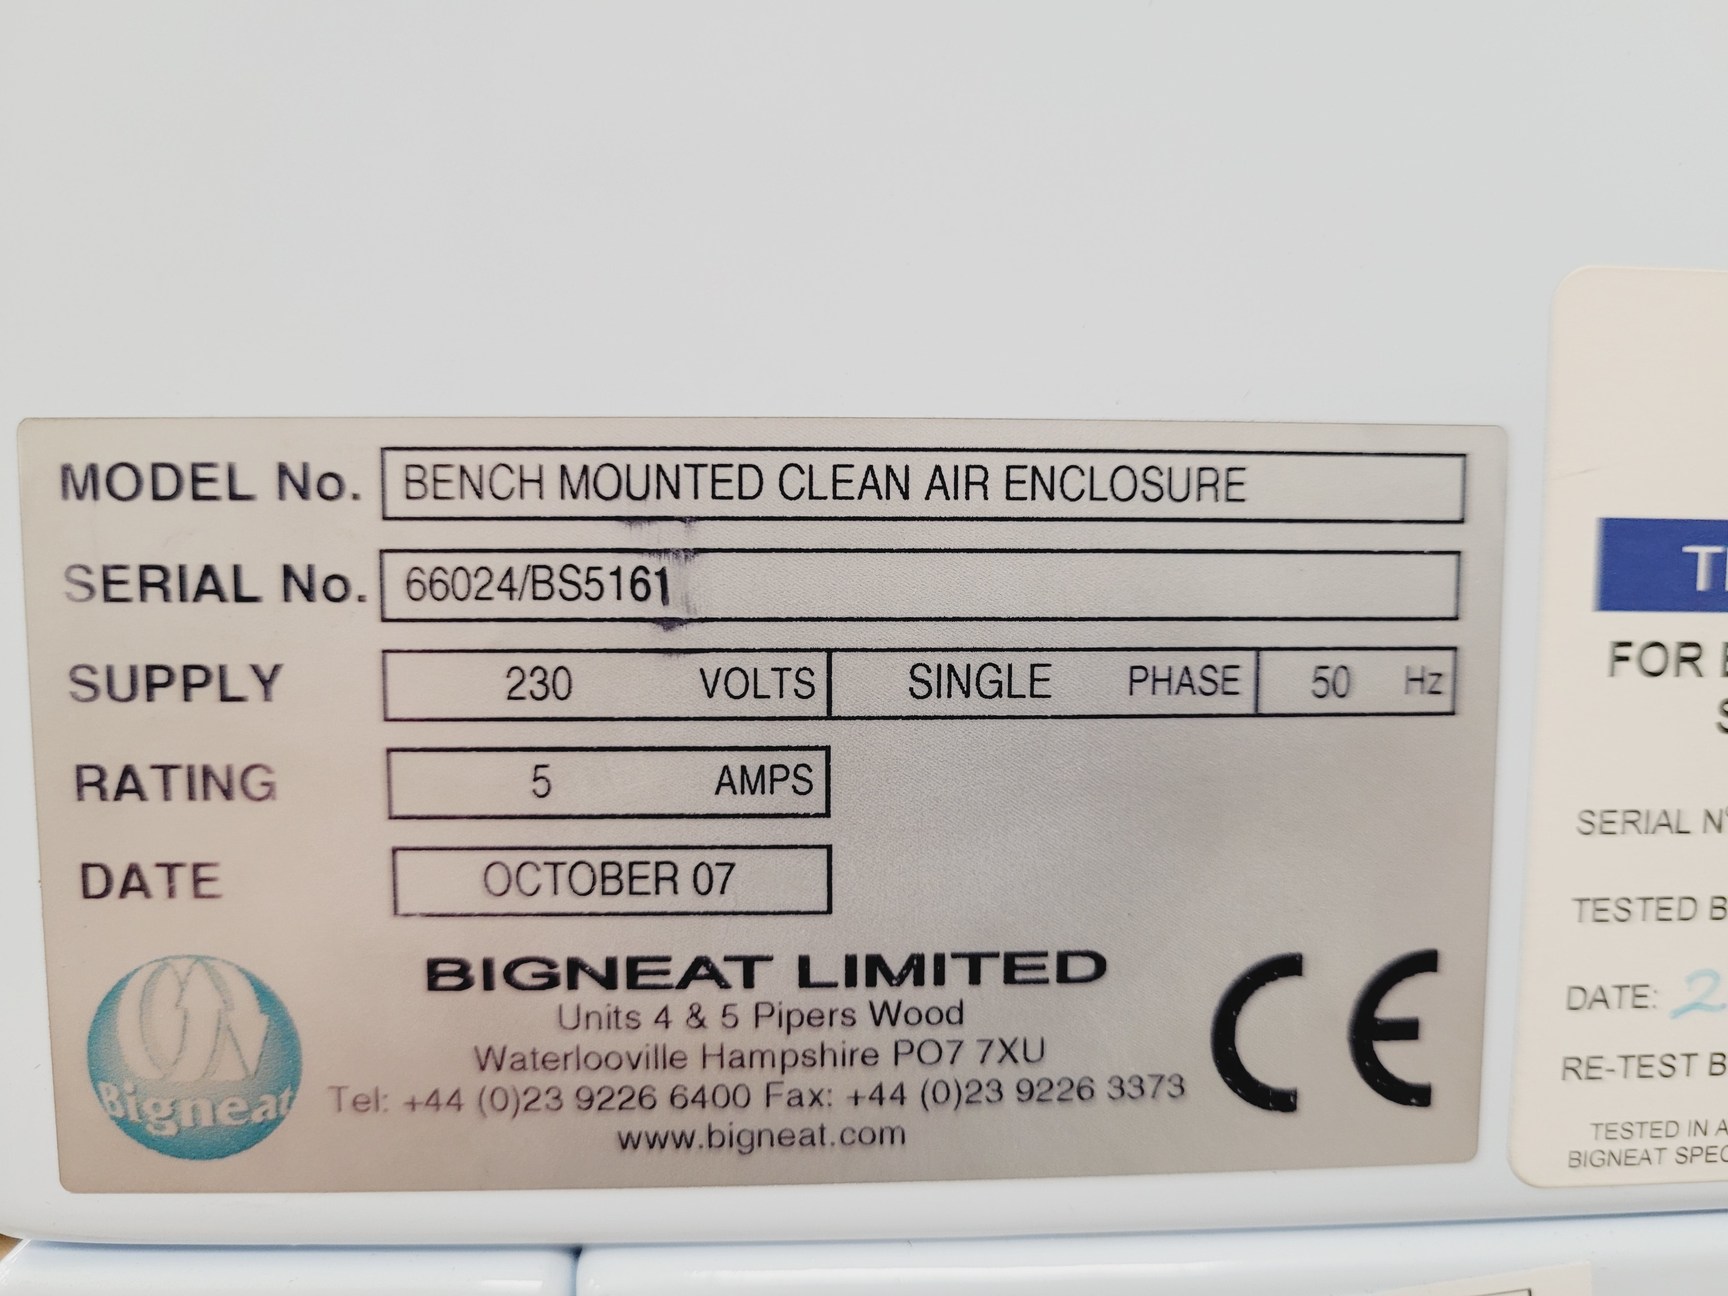 MODEL No. BENCH MOUNTED CLEAN AIR ENCLOSURE
SERIAL No. 66024/BS5161
SUPPLY 230 VOLTS SINGLE PHASE 50 Hz
RATING 5 AMPS
DATE OCTOBER 07
BIGNEAT LIMITED
Units 4 & 5 Pipers Wood
Waterlooville Hampshire PO7 7XU
Tel: +44 (0)23 9226 6400 Fax: +44 (0)23 9226 3373
www.bigneat.com
Bigneat
CE
FOR
SERIAL
TESTED
DATE:
RE-TEST
TESTED IN
BIGNEAT